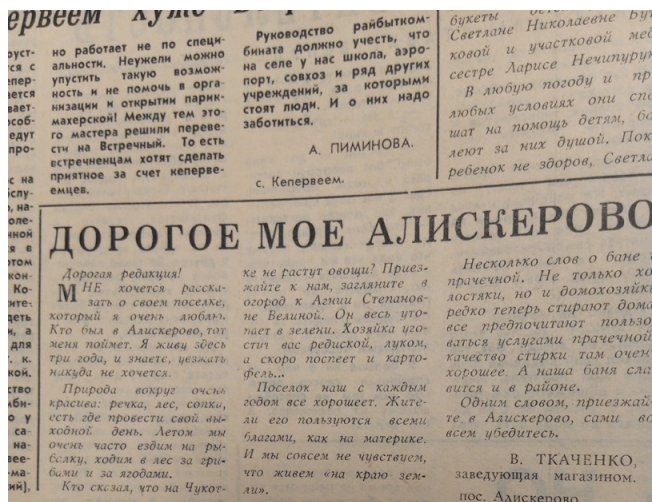 ервеем хуже
но работает не по специ-
альности. Неужели можно
упустить такую возмож-
ность и не помочь в орга-
низации и открытии парик-
махерской! Между тем это-
го мастера решили переве-
сти на Встречный. То есть
встречненцам хотят сделать
приятное за счет кеперве-
емцев.
Руководство райбытком-
бината должно учесть, что
на селе у нас школа, аэро-
порт, совхоз и ряд других
учреждений, за которыми
стоят люди. И о них надо
заботиться.
А. ПИМИНОВА.
с. Кепервеем.
букеты
Светлане Николаевне
ковой и участковой мед
сестре Ларисе Нечипурук
В любую погоду и пр
любых условиях они спе
шат на помощь детям, бо
леют за них душой. Пок
ребенок не здоров, Светла
ДОРОГОЕ МОЕ АЛИСКЕРОВО
Дорогая редакция!
МНЕ хочется расска-
зать о своем поселке,
который я очень люблю.
Кто был в Алискерово, тот
меня поймет. Я живу здесь
три года, и знаете, уезжать
никуда не хочется.
Природа вокруг очень
красива: речка, лес, сопки,
есть где провести свой вы-
ходной день. Летом мы
очень часто ездим на ры-
балку, ходим в лес за гри-
бами и за ягодами.
Кто сказал, что на Чукот-
ке не растут овощи? Приез-
жайте к нам, загляните в
огород к Агнии Степанов-
не Велиной. Он весь уто-
пает в зелени. Хозяйка уго-
стит вас редиской, луком,
а скоро поспеет и карто-
фель...
Поселок наш с каждым
годом все хорошеет. Жите-
ли его пользуются всеми
благами, как на материке.
И мы совсем не чувствуем,
что живем «на краю зем-
ли».
Несколько слов о бане и
прачечной. Не только хо
лостяки, но и домохозяйки
редко теперь стирают дома
все предпочитают пользо
ваться услугами прачечной
качество стирки там очен
хорошее. А наша баня сла
вится и в районе.
Одним словом, приезжай
те в Алискерово, сами во
всем убедитесь.
В. ТКАЧЕНКО,
заведующая магазином.
пос. Алискерово.